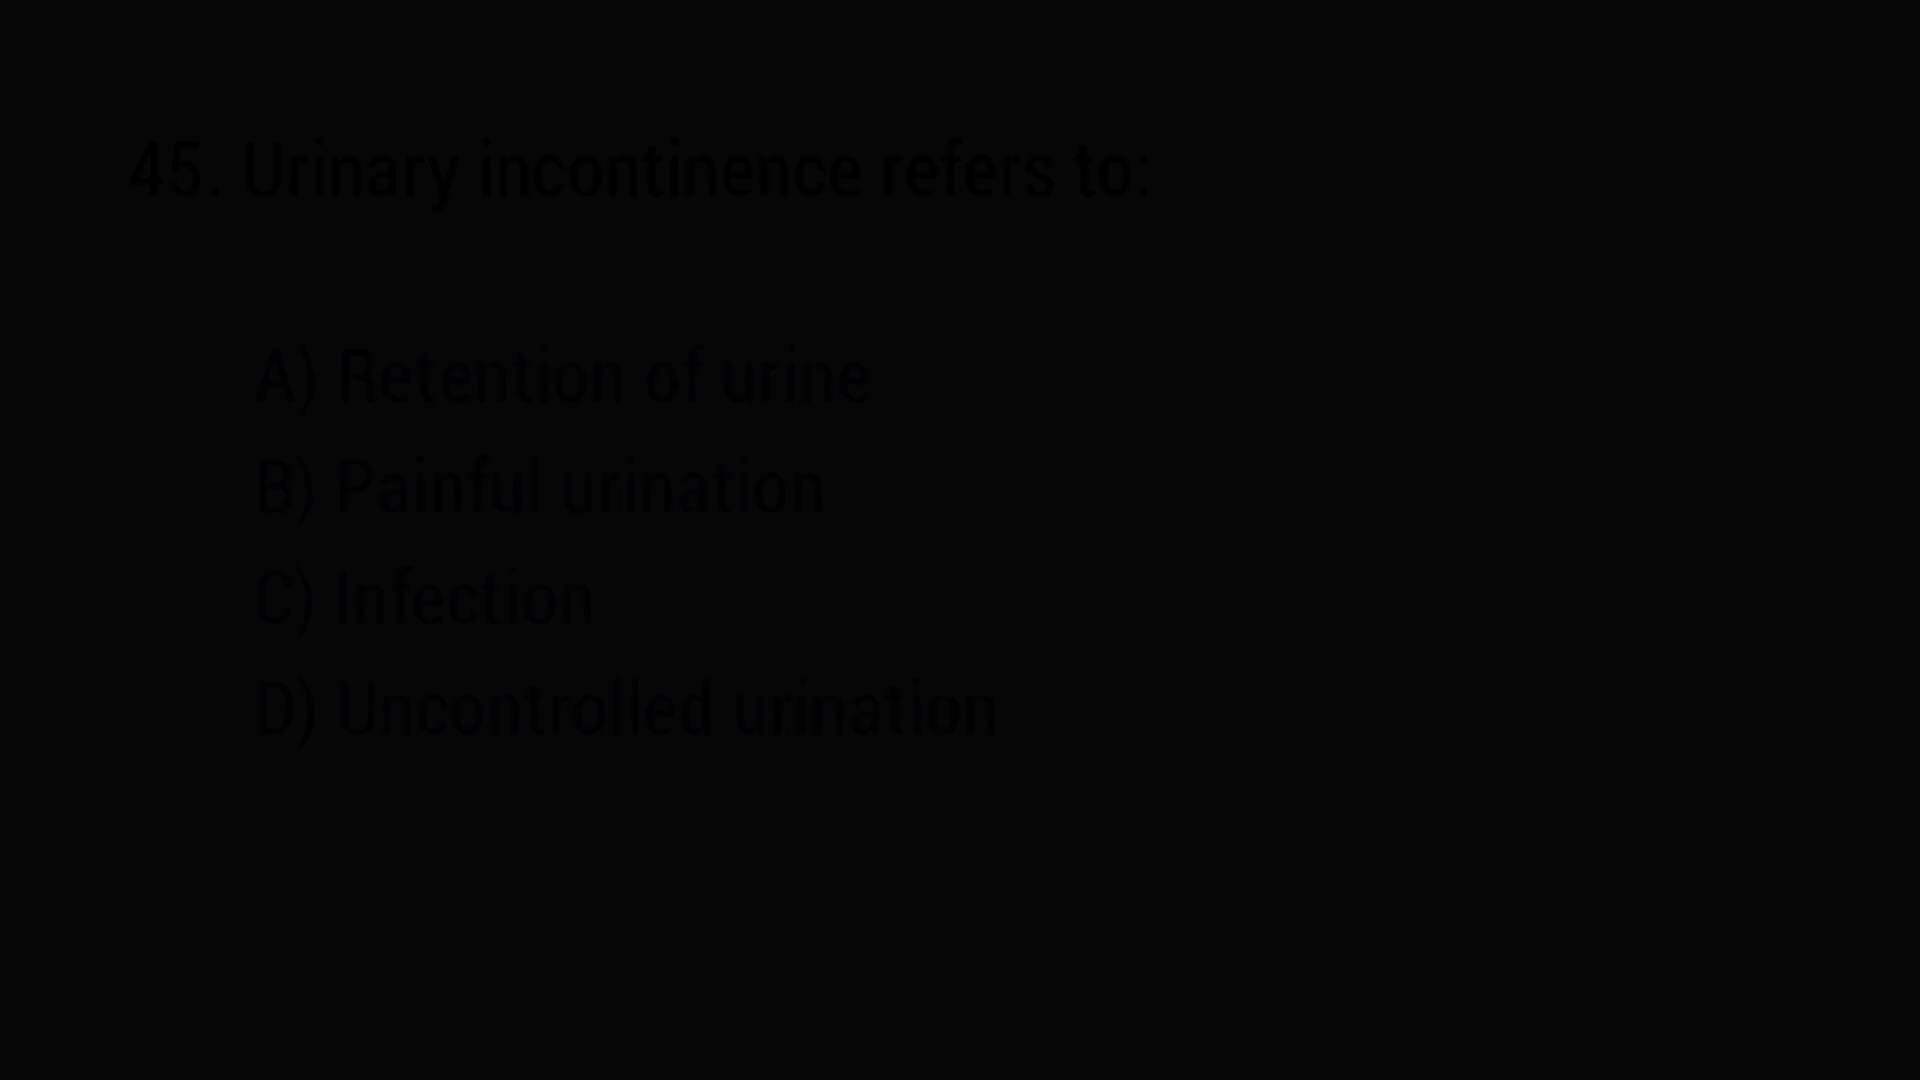 45. Urinary incontinence refers to:
A) Retention of urine
B) Painful urination
C) Infection
D) Uncontrolled urination